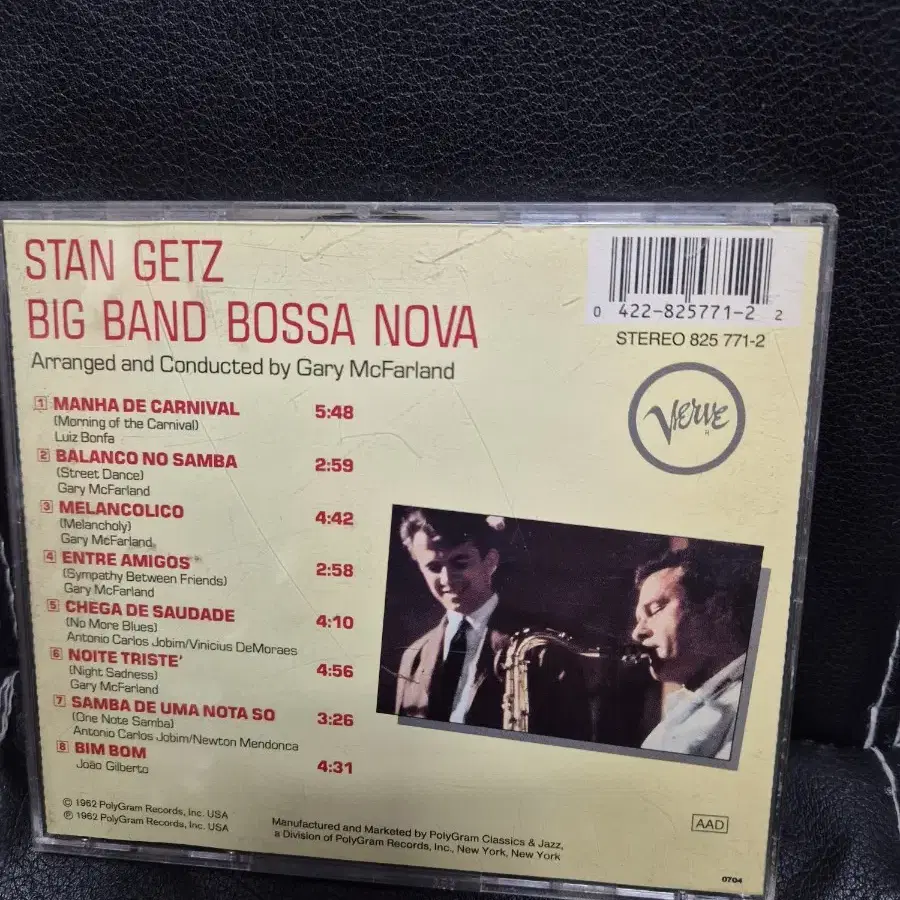 STAN GETZ
BIG BAND BOSSA NOVA
Arranged and Conducted by Gary McFarland
0 422-825771-2 2
STEREO 825 771-2
VERVE
R
1 MANHA DE CARNIVAL 5:48
(Morning of the Carnival)
Luiz Bonfa
2 BALANCO NO SAMBA 2:59
(Street Dance)
Gary McFarland
3 MELANCOLICO 4:42
(Melancholy)
Gary McFarland
4 ENTRE AMIGOS 2:58
(Sympathy Between Friends)
Gary McFarland
5 CHEGA DE SAUDADE 4:10
(No More Blues)
Antonio Carlos Jobim/Vinicius DeMoraes
6 NOITE TRISTE' 4:56
(Night Sadness)
Gary McFarland
7 SAMBA DE UMA NOTA SO 3:26
(One Note Samba)
Antonio Carlos Jobim/Newton Mendonca
8 BIM BOM 4:31
João Gilberto
© 1962 PolyGram Records, Inc. USA
℗ 1962 PolyGram Records, Inc. USA
Manufactured and Marketed by PolyGram Classics & Jazz,
a Division of PolyGram Records, Inc., New York, New York
AAD
0704